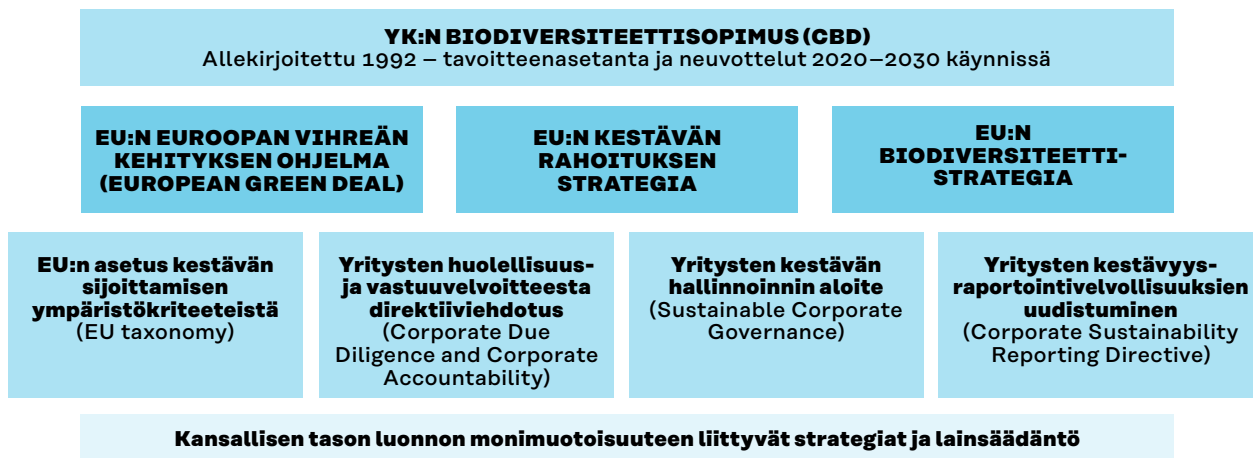 YK:N BIODIVERSITEETTISOPIMUS (CBD)
Allekirjoitettu 1992 – tavoitteenasetanta ja neuvottelut 2020–2030 käynnissä
EU:N EUROOPAN VIHREÄN
KEHITYKSEN OHJELMA
(EUROPEAN GREEN DEAL)
EU:N KESTÄVÄN
RAHOITUKSEN
STRATEGIA
EU:N
BIODIVERSITEETTI-
STRATEGIA
EU:n asetus kestävän
sijoittamisen
ympäristökriteeteistä
(EU taxonomy)
Yritysten huolellisuus-
ja vastuuvelvoitteesta
direktiiviehdotus
(Corporate Due
Diligence and Corporate
Accountability)
Yritysten kestävän
hallinnoinnin aloite
(Sustainable Corporate
Governance)
Yritysten kestävyys-
raportointivelvollisuuksien
uudistuminen
(Corporate Sustainability
Reporting Directive)
Kansallisen tason luonnon monimuotoisuuteen liittyvät strategiat ja lainsäädäntö